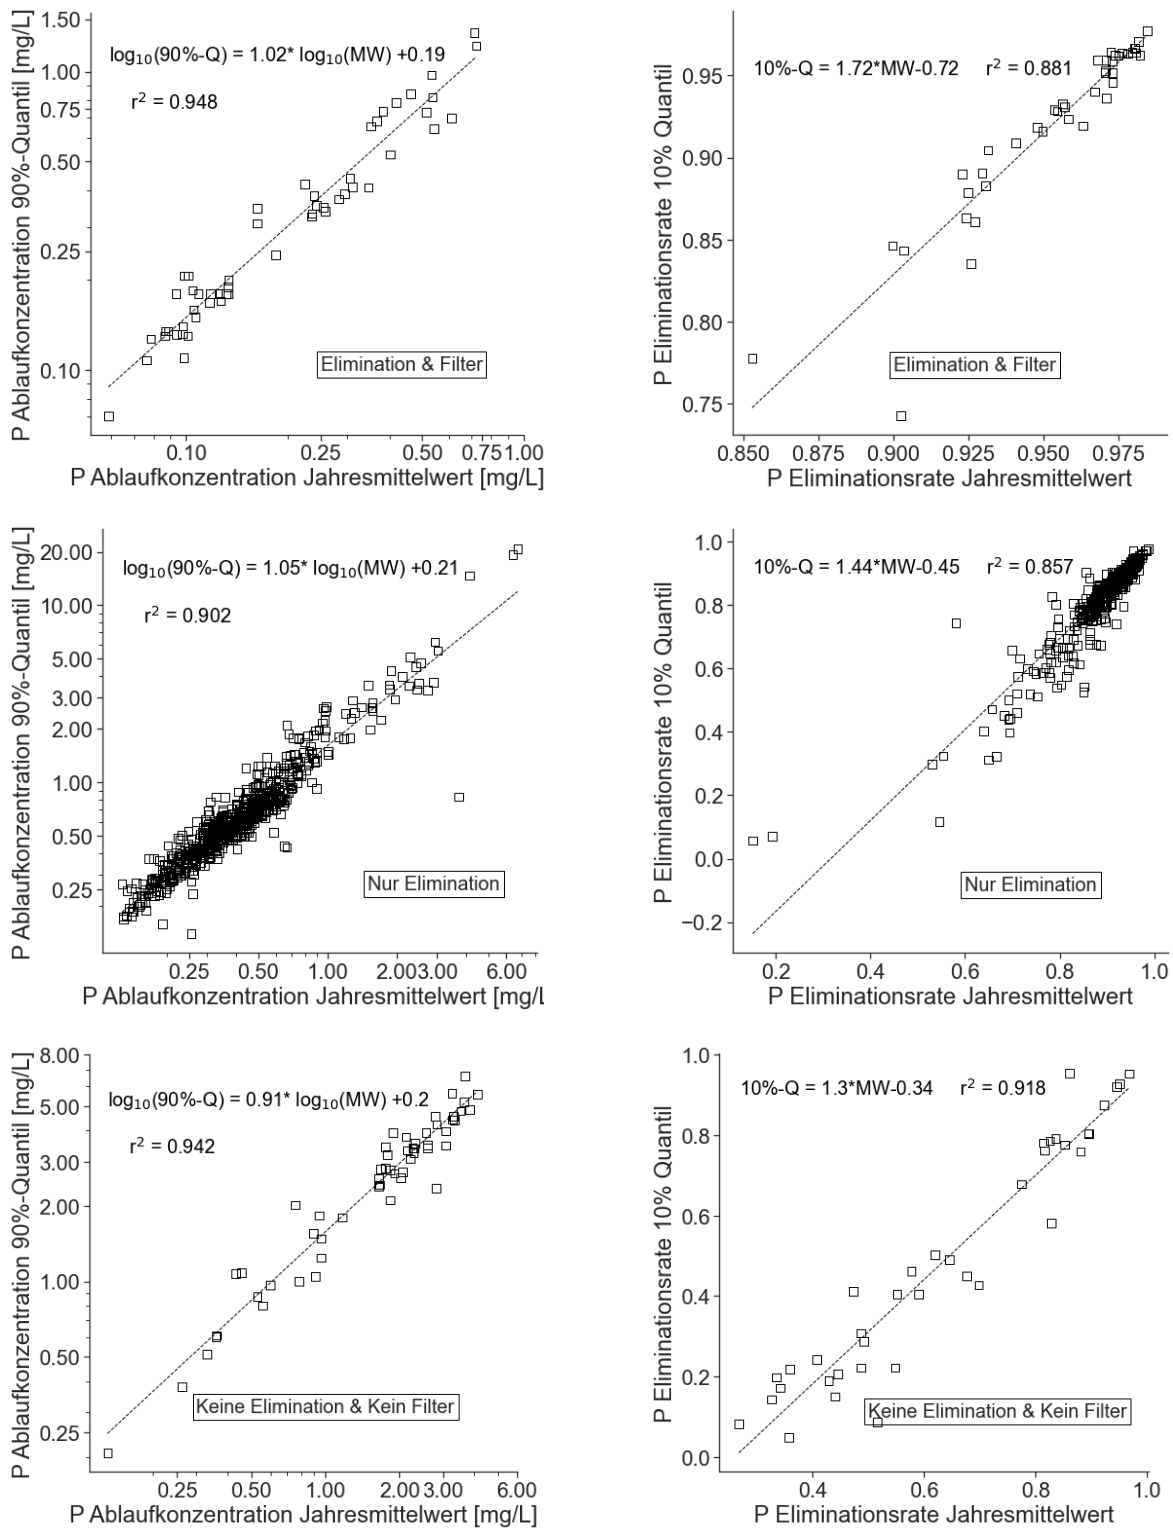 P Ablaufkonzentration 90%-Quantil [mg/L]
1.50
1.00
0.75
0.50
0.25
0.10
log₁₀(90%-Q) = 1.02* log₁₀(MW) +0.19
r² = 0.948
Elimination & Filter
0.10 0.25 0.50 0.75 1.00
P Ablaufkonzentration Jahresmittelwert [mg/L]
P Eliminationsrate 10% Quantil
0.95
0.90
0.85
0.80
0.75
10%-Q = 1.72*MW-0.72 r² = 0.881
Elimination & Filter
0.850 0.875 0.900 0.925 0.950 0.975
P Eliminationsrate Jahresmittelwert
P Ablaufkonzentration 90%-Quantil [mg/L]
20.00
10.00
5.00
3.00
2.00
1.00
0.50
0.25
log₁₀(90%-Q) = 1.05* log₁₀(MW) +0.21
r² = 0.902
Nur Elimination
0.25 0.50 1.00 2.00 3.00 6.00
P Ablaufkonzentration Jahresmittelwert [mg/L
P Eliminationsrate 10% Quantil
1.0
0.8
0.6
0.4
0.2
0.0
−0.2
10%-Q = 1.44*MW-0.45 r² = 0.857
Nur Elimination
0.2 0.4 0.6 0.8 1.0
P Eliminationsrate Jahresmittelwert
P Ablaufkonzentration 90%-Quantil [mg/L]
8.00
5.00
3.00
2.00
1.00
0.50
0.25
log₁₀(90%-Q) = 0.91* log₁₀(MW) +0.2
r² = 0.942
Keine Elimination & Kein Filter
0.25 0.50 1.00 2.00 3.00 6.00
P Ablaufkonzentration Jahresmittelwert [mg/L]
P Eliminationsrate 10% Quantil
1.0
0.8
0.6
0.4
0.2
0.0
10%-Q = 1.3*MW-0.34 r² = 0.918
Keine Elimination & Kein Filter
0.4 0.6 0.8 1.0
P Eliminationsrate Jahresmittelwert